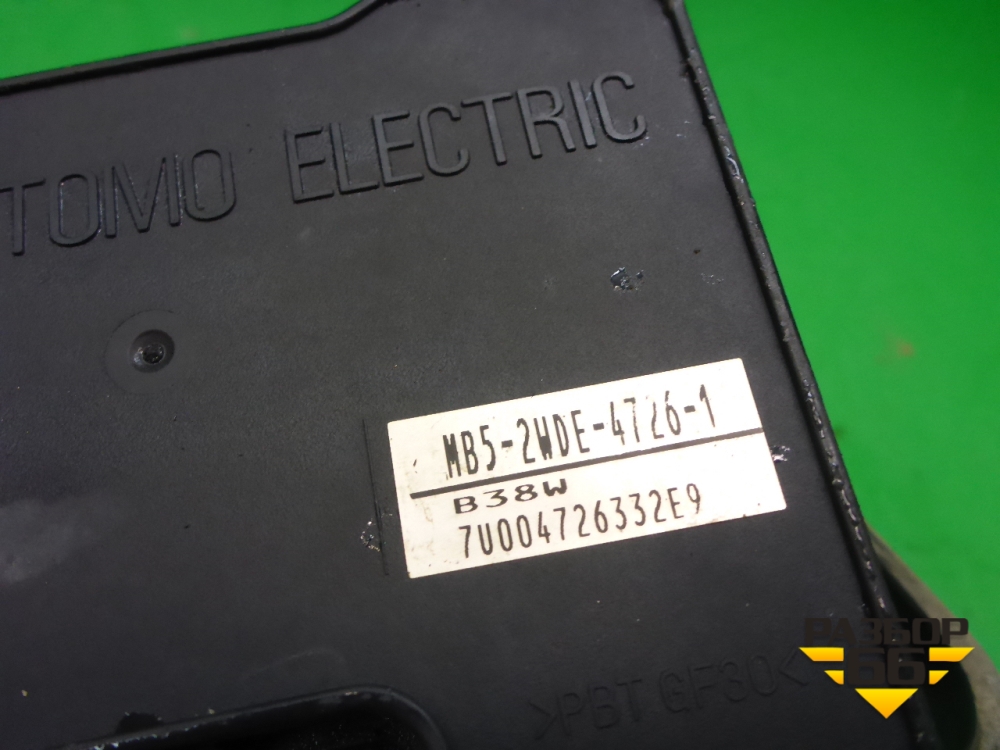 TOMO ELECTRIC
MB5-2WDE-4726-1
B38W
7U004726332E9
>PBT GF30<
РАЗБОР
66